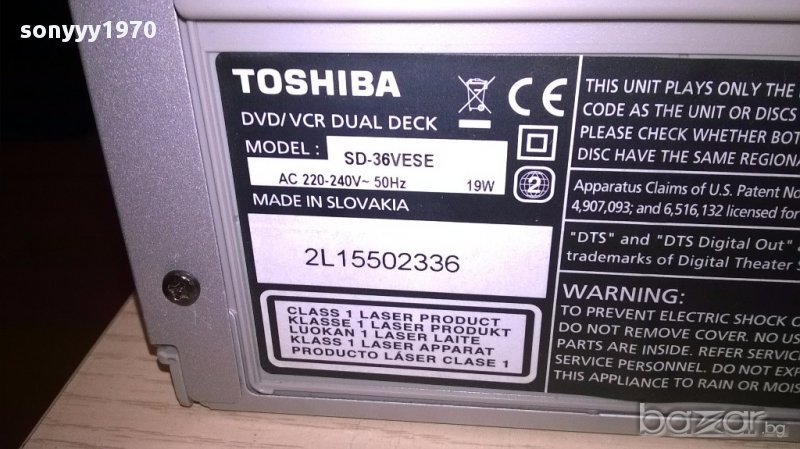 sonyyy1970
TOSHIBA
DVD/VCR DUAL DECK
MODEL :
SD-36VESE
AC 220-240V~ 50Hz 19W
2
MADE IN SLOVAKIA
2L15502336
CLASS 1 LASER PRODUCT
KLASSE 1 LASER PRODUKT
LUOKAN 1 LASER LAITE
KLASS 1 LASER APPARAT
PRODUCTO LÁSER CLASE 1
CE
THIS UNIT PLAYS ONLY THE
CODE AS THE UNIT OR DISCS
PLEASE CHECK WHETHER BOT
DISC HAVE THE SAME REGION
Apparatus Claims of U.S. Patent No
4,907,093; and 6,516,132 licensed for
"DTS" and "DTS Digital Out"
trademarks of Digital Theater S
WARNING:
TO PREVENT ELECTRIC SHOCK
DO NOT REMOVE COVER. NO US
PARTS ARE INSIDE. REFER SERVIC
SERVICE PERSONNEL. DO NOT EXP
THIS APPLIANCE TO RAIN OR MOIS
bazar.bg